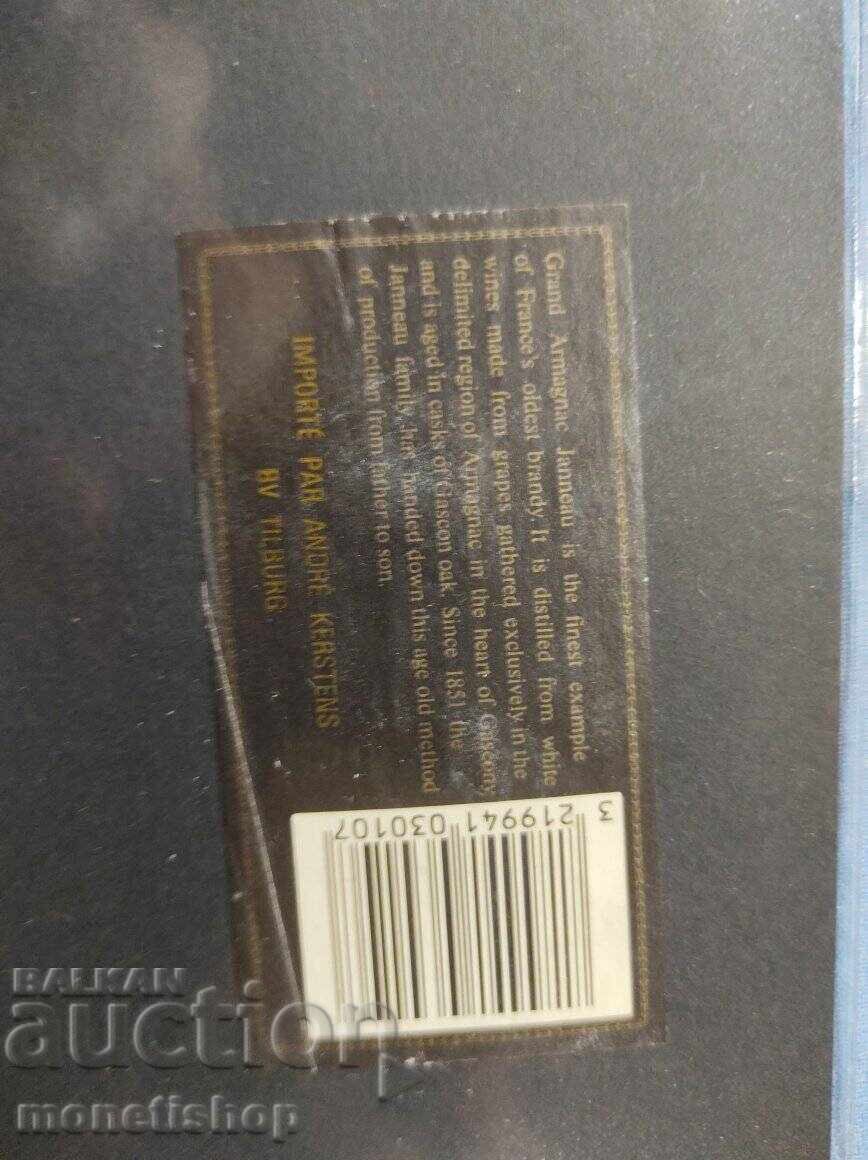 Grand Armagnac Janneau is the finest example
of France's oldest brandy. It is distilled from white
wines made from grapes gathered exclusively in the
delimited region of Armagnac in the heart of Gascony
and is aged in casks of Gascon oak. Since 1851 the
Janneau family has handed down this age old method
of production from father to son.
IMPORTÉ PAR ANDRÉ KERSTENS
BV TILBURG
3 219941 030107
BALKAN
auction
monetishop